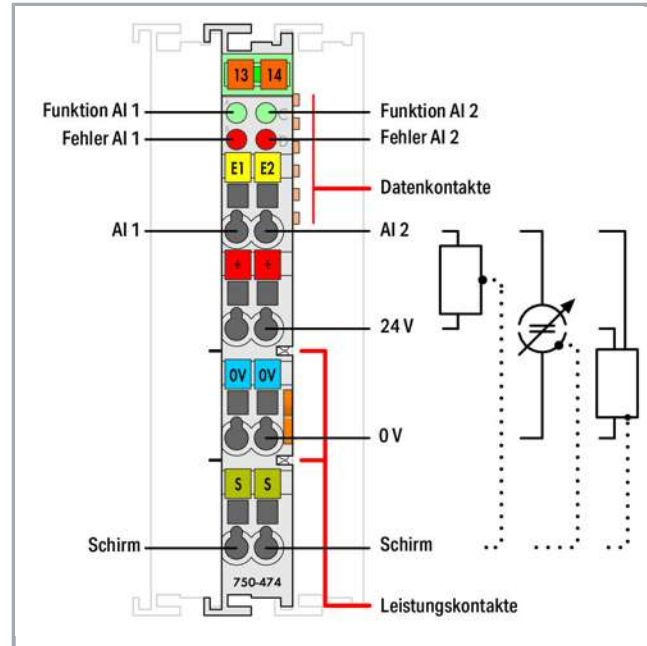 13 14
Funktion AI 1
A C
Funktion AI 2
Fehler AI 1
Fehler AI 2
E1 E2
Datenkontakte
AI 1
AI 2
+ +
24 V
0V 0V
0 V
S S
Schirm
Schirm
750-474
Leistungskontakte